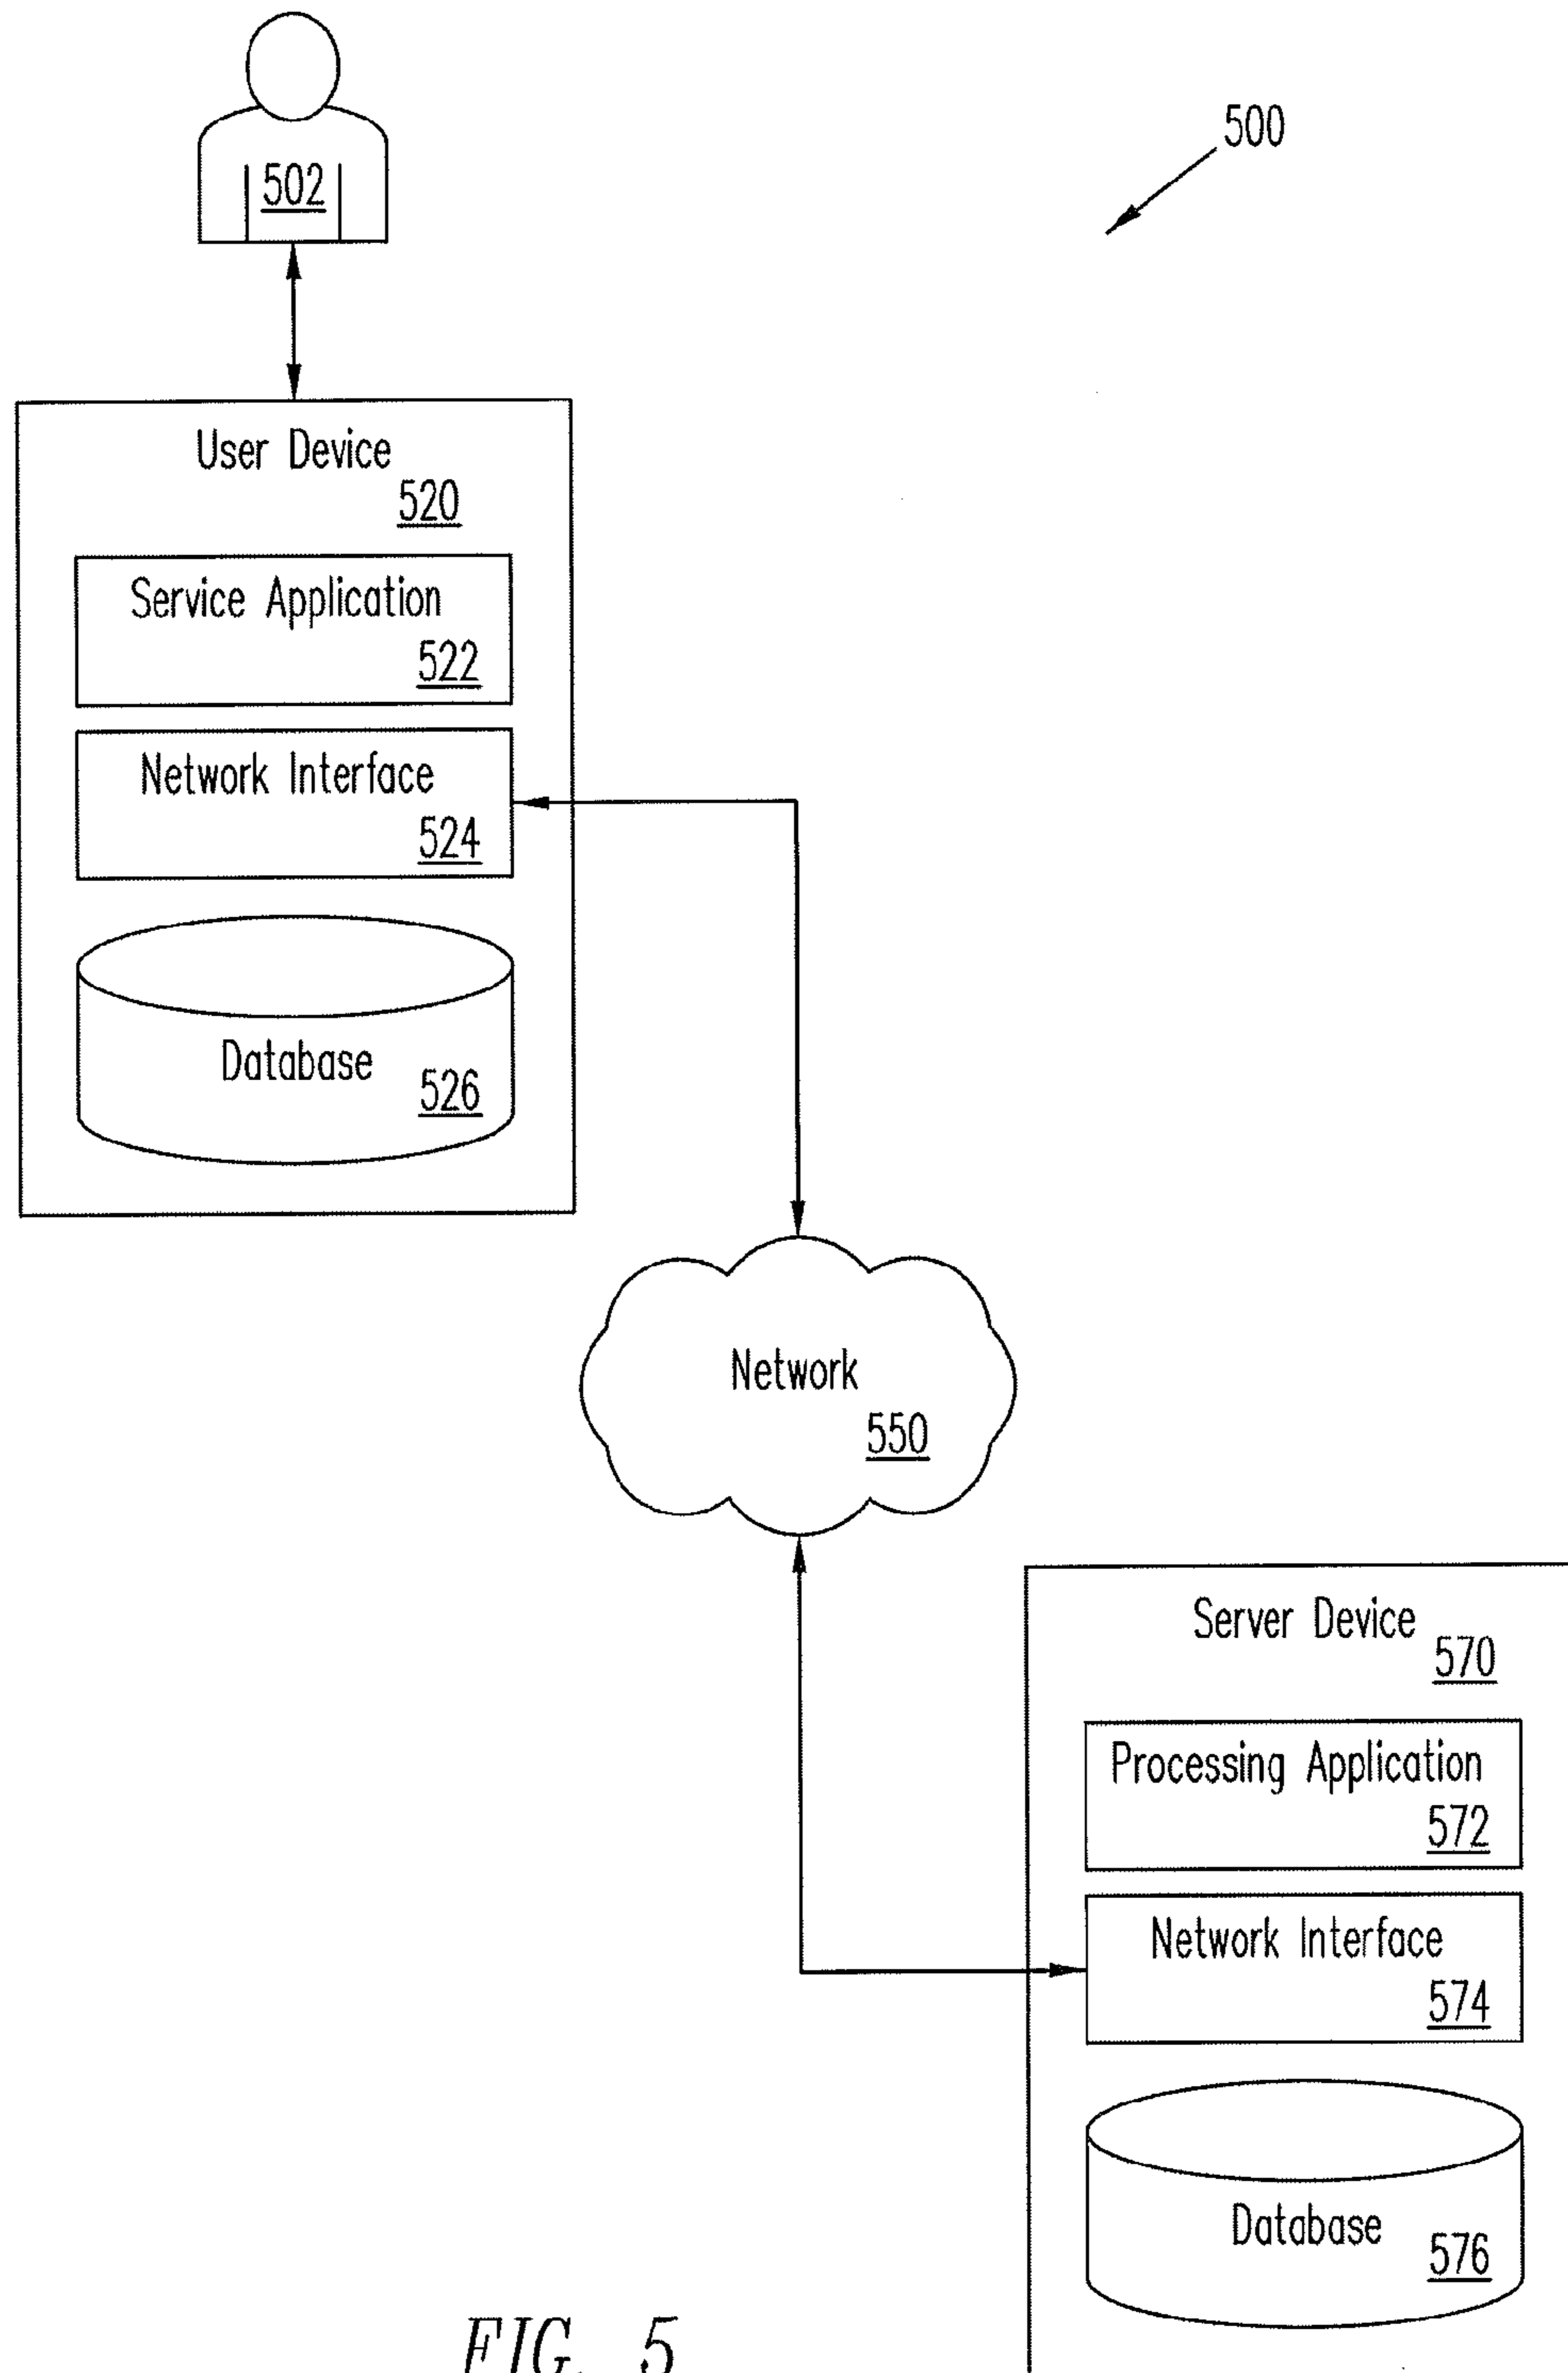 500
502
User Device
520
Service Application
522
Network Interface
524
Database
526
Network
550
Server Device
570
Processing Application
572
Network Interface
574
Database
576
FIG. 5